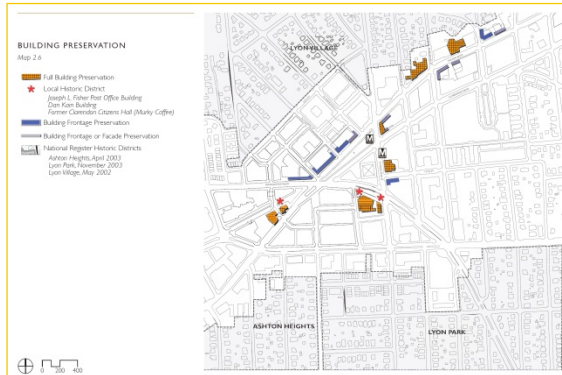 BUILDING PRESERVATION
Map 2.6
Full Building Preservation
Local Historic District
Joseph L. Fisher Post Office Building
Dan Kain Building
Former Clarendon Citizens Hall (Murky Coffee)
Building Frontage Preservation
Building Frontage or Facade Preservation
National Register Historic Districts
Ashton Heights, April 2003
Lyon Park, November 2003
Lyon Village, May 2002
0 200 400
LYON VILLAGE
M
M
ASHTON HEIGHTS
LYON PARK